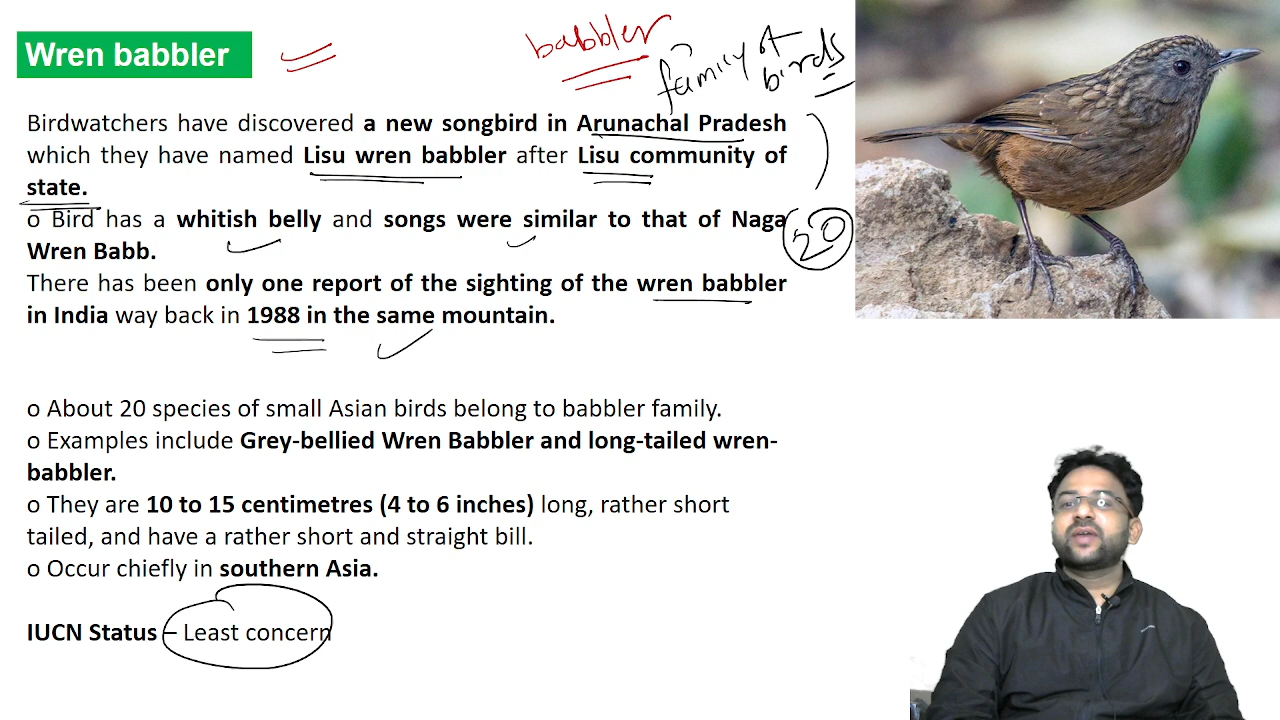 Wren babbler
babbler
family of
birds
Birdwatchers have discovered a new songbird in Arunachal Pradesh
which they have named Lisu wren babbler after Lisu community of
state.
o Bird has a whitish belly and songs were similar to that of Naga
Wren Babb.
20
There has been only one report of the sighting of the wren babbler
in India way back in 1988 in the same mountain.
o About 20 species of small Asian birds belong to babbler family.
o Examples include Grey-bellied Wren Babbler and long-tailed wren-
babbler.
o They are 10 to 15 centimetres (4 to 6 inches) long, rather short
tailed, and have a rather short and straight bill.
o Occur chiefly in southern Asia.
IUCN Status – Least concern